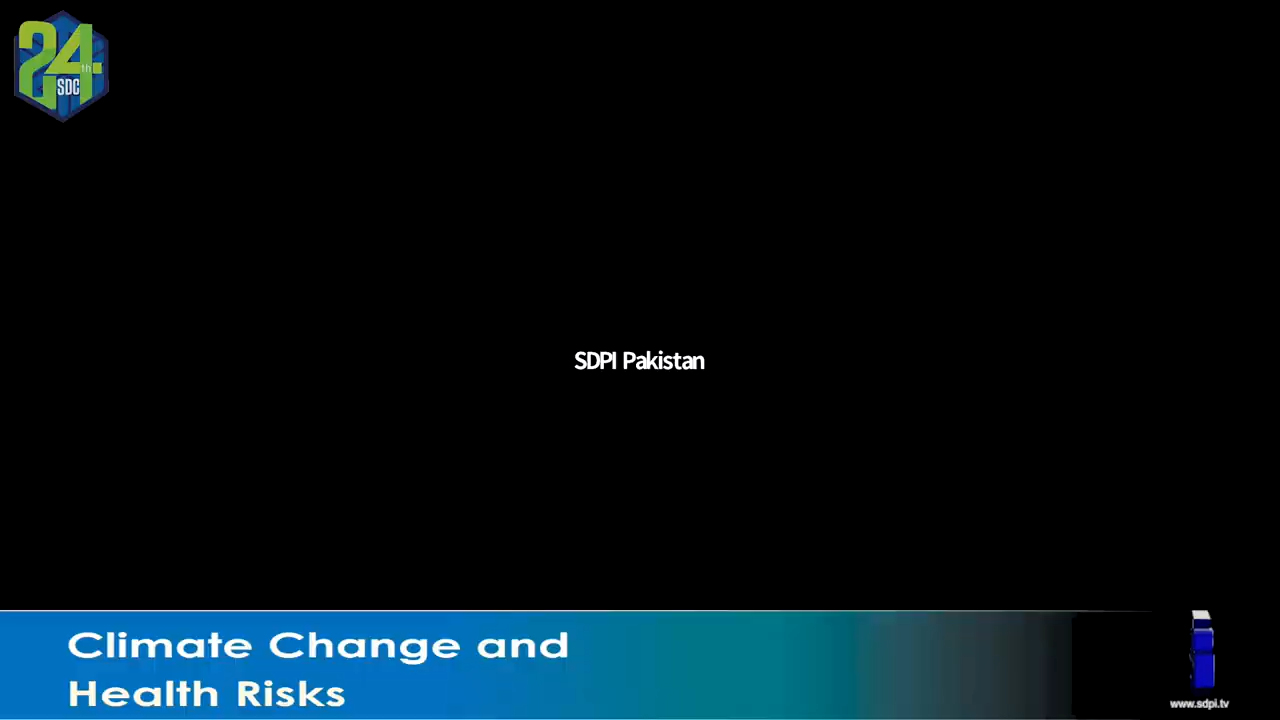 24th
SDC
SDPI Pakistan
Climate Change and
Health Risks
www.sdpi.tv